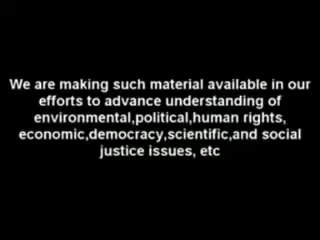 We are making such material available in our
efforts to advance understanding of
environmental,political,human rights,
economic,democracy,scientific,and social
justice issues, etc